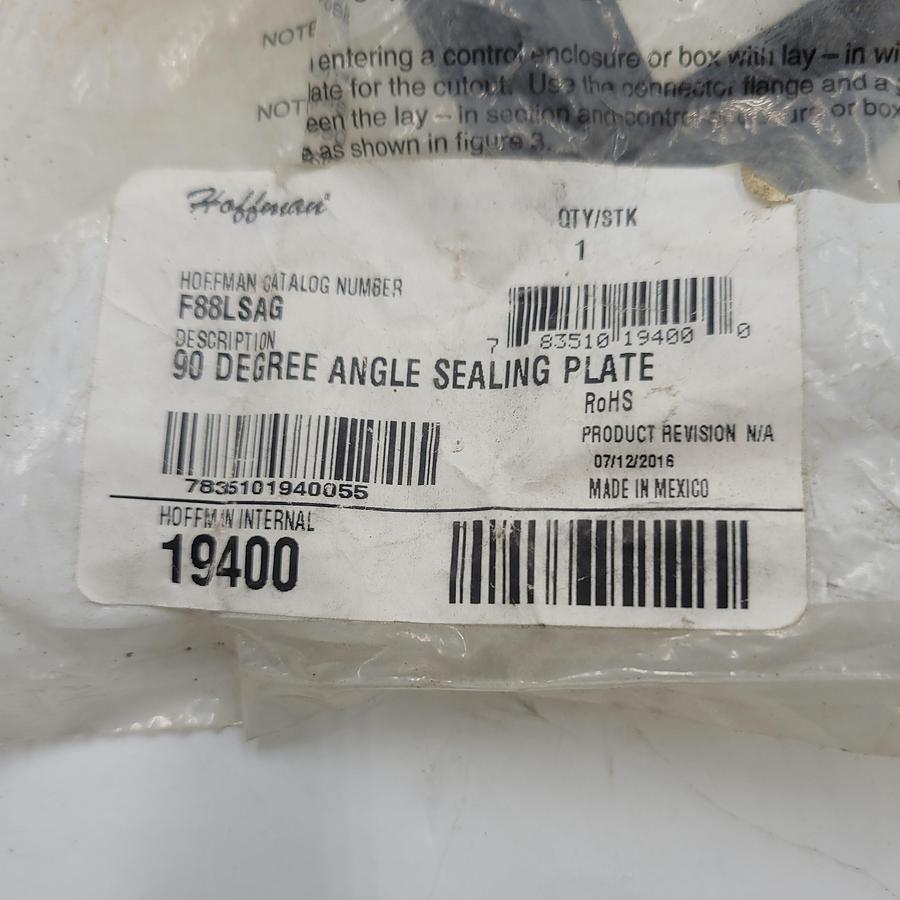 NOTE
entering a control enclosure or box with lay – in wi
late for the cutout. Use the connector flange and a
NOT
een the lay – in section and control or box
as shown in figure 3.
Hoffman®
QTY/STK
1
HOFFMAN CATALOG NUMBER
F88LSAG
7 83510 19400 0
DESCRIPTION
90 DEGREE ANGLE SEALING PLATE
RoHS
PRODUCT REVISION N/A
07/12/2016
MADE IN MEXICO
7835101940055
HOFFMAN INTERNAL
19400